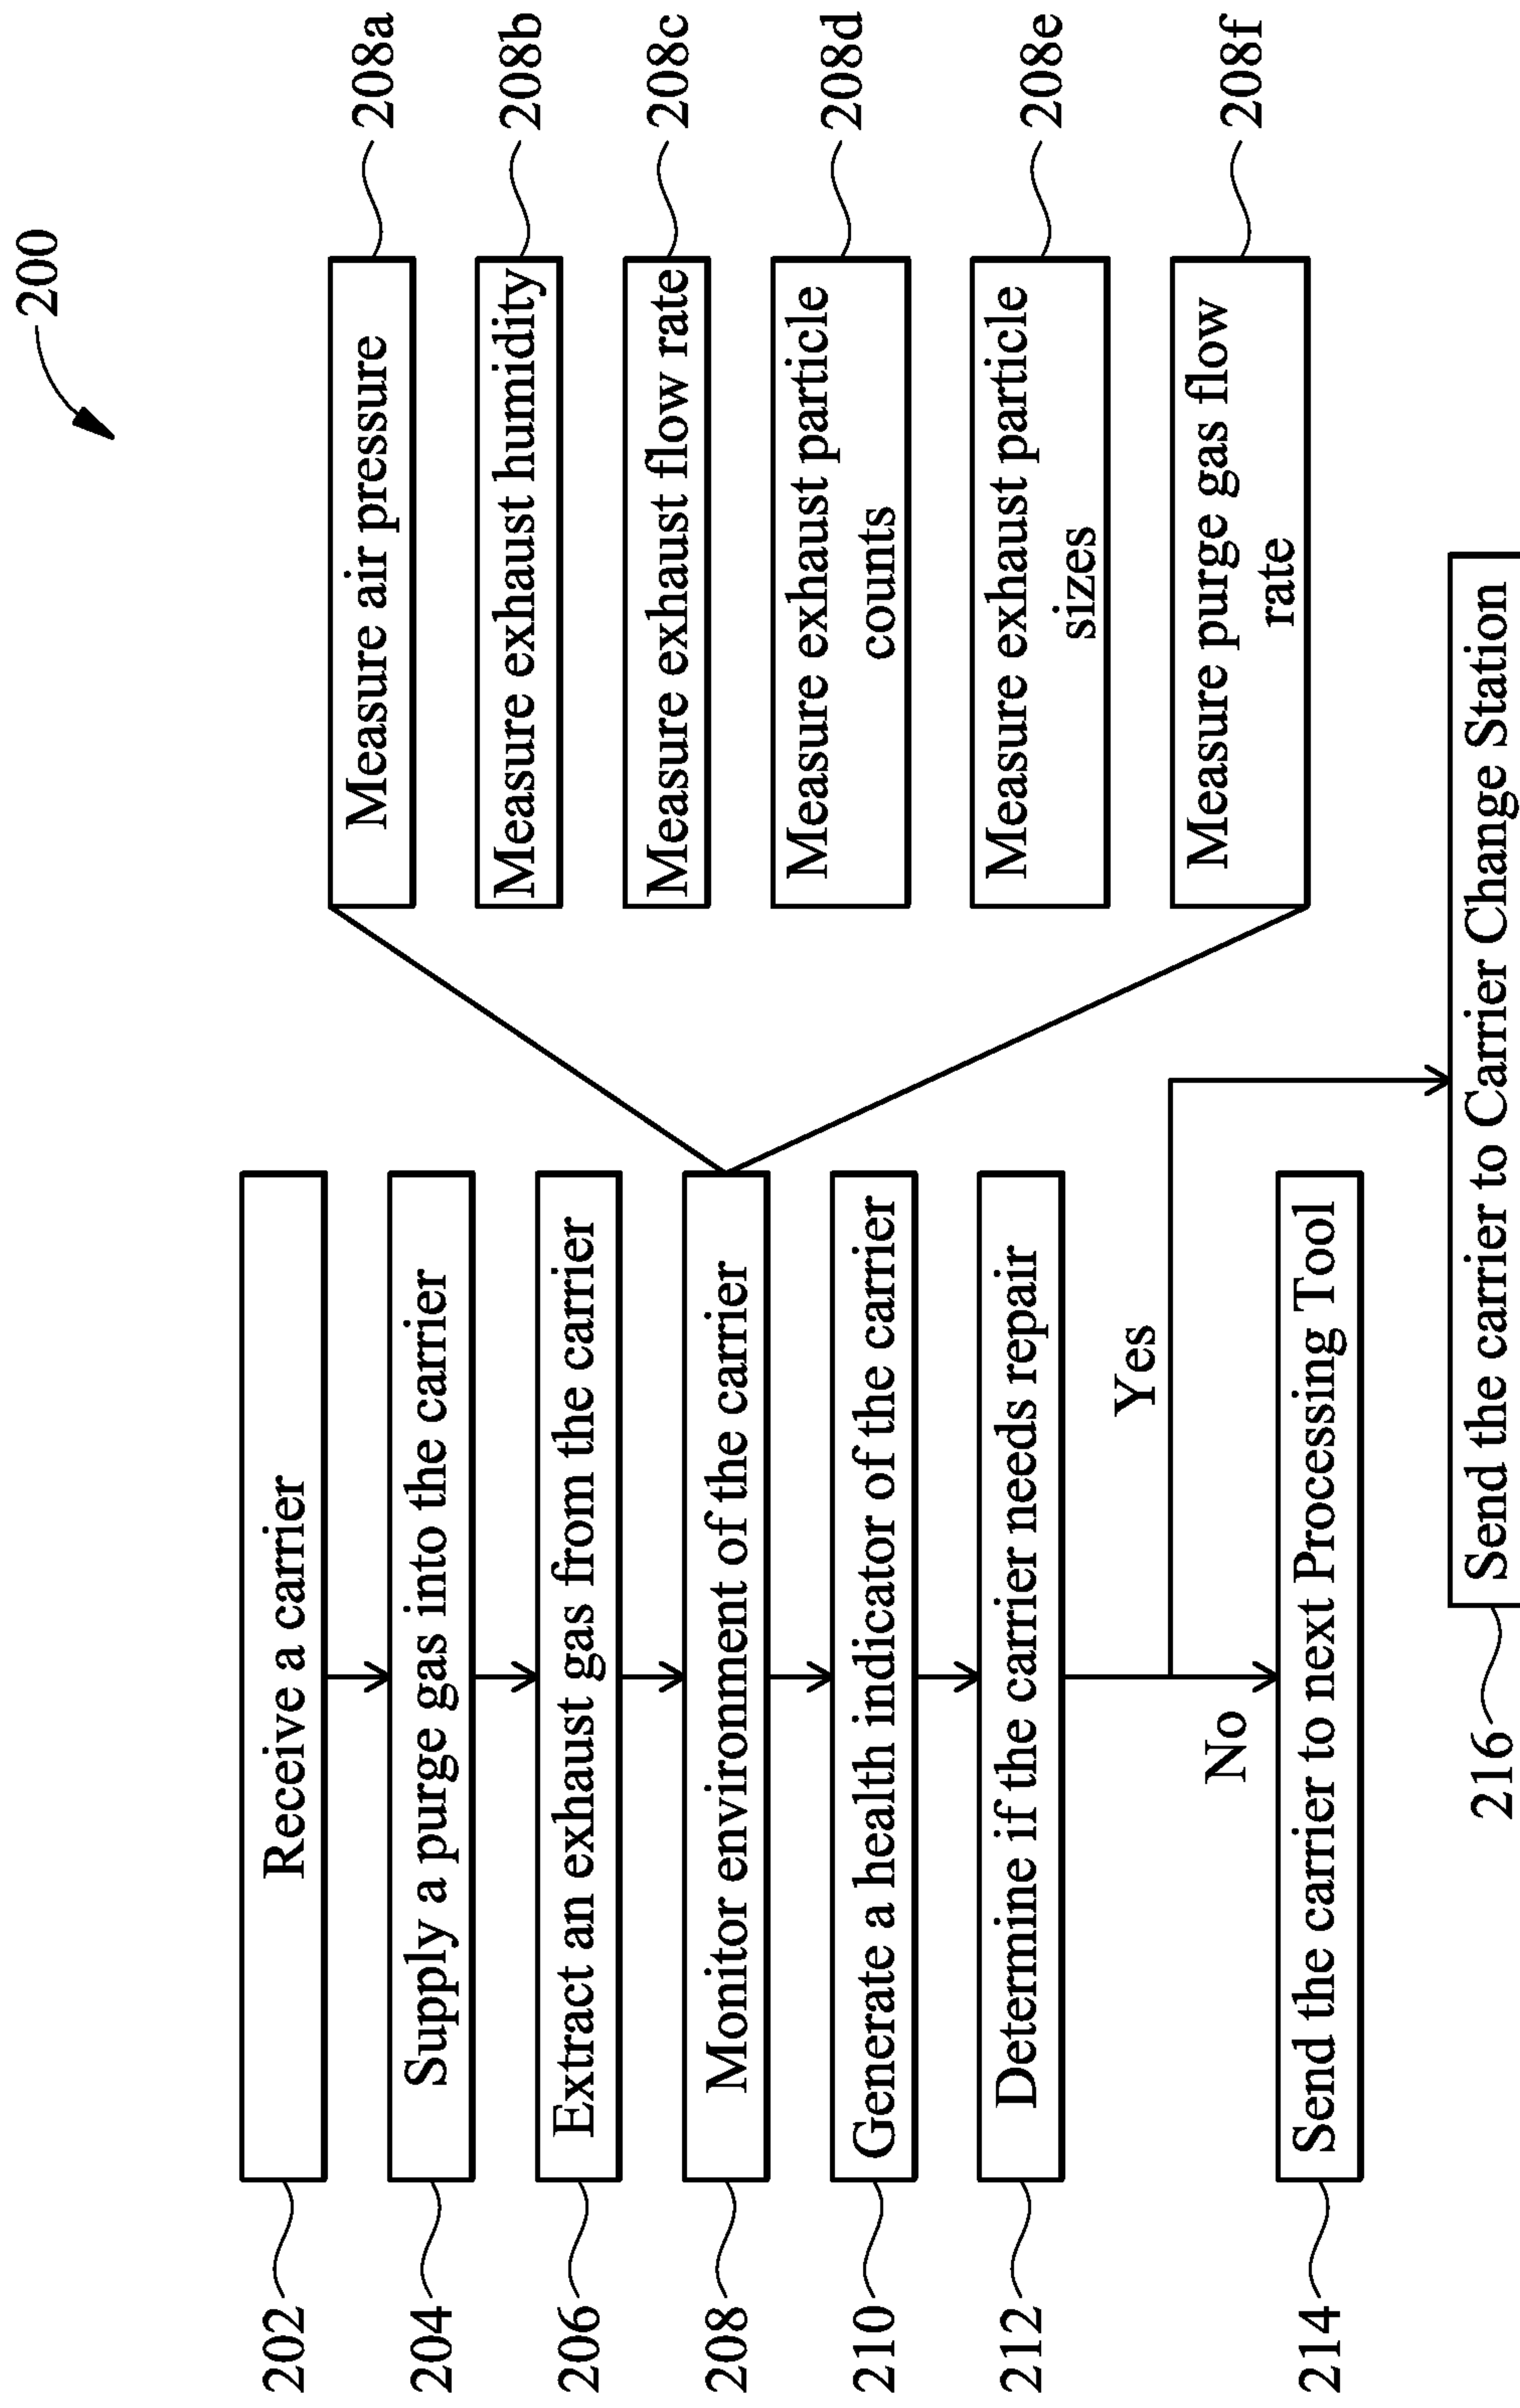 200
202
Receive a carrier
204
Supply a purge gas into the carrier
206
Extract an exhaust gas from the carrier
208
Monitor environment of the carrier
Measure air pressure
208a
Measure exhaust humidity
208b
Measure exhaust flow rate
208c
Measure exhaust particle
counts
208d
Measure exhaust particle
sizes
208e
Measure purge gas flow
rate
208f
210
Generate a health indicator of the carrier
212
Determine if the carrier needs repair
Yes
No
214
Send the carrier to next Processing Tool
216
Send the carrier to Carrier Change Station